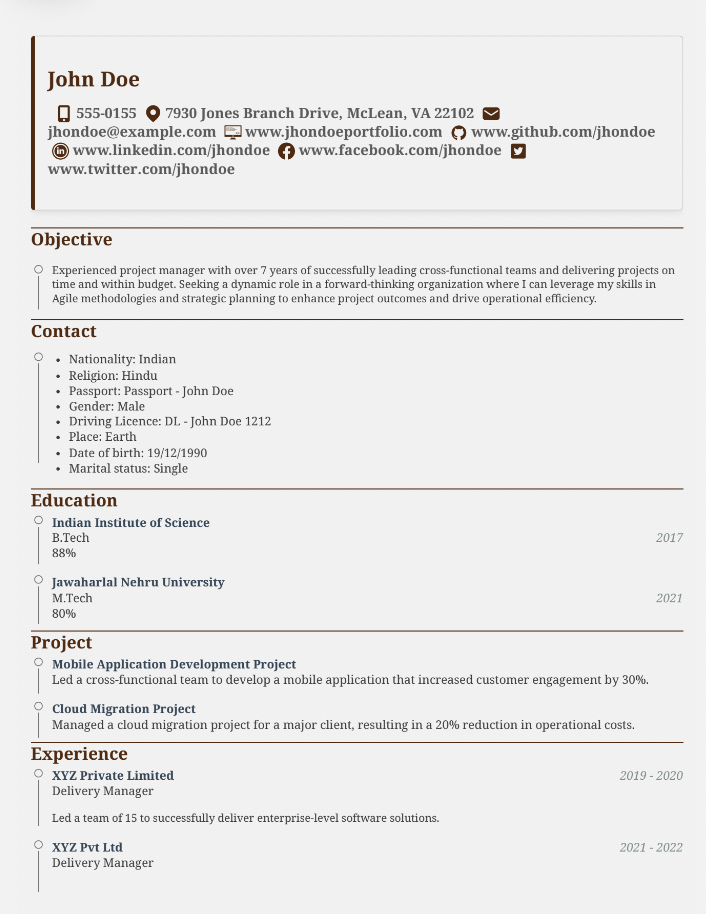 John Doe
555-0155 7930 Jones Branch Drive, McLean, VA 22102
jhondoe@example.com www.jhondoeportfolio.com www.github.com/jhondoe
www.linkedin.com/jhondoe www.facebook.com/jhondoe
www.twitter.com/jhondoe
Objective
Experienced project manager with over 7 years of successfully leading cross-functional teams and delivering projects on
time and within budget. Seeking a dynamic role in a forward-thinking organization where I can leverage my skills in
Agile methodologies and strategic planning to enhance project outcomes and drive operational efficiency.
Contact
• Nationality: Indian
• Religion: Hindu
• Passport: Passport - John Doe
• Gender: Male
• Driving Licence: DL - John Doe 1212
• Place: Earth
• Date of birth: 19/12/1990
• Marital status: Single
Education
Indian Institute of Science
B.Tech 2017
88%
Jawaharlal Nehru University
M.Tech 2021
80%
Project
Mobile Application Development Project
Led a cross-functional team to develop a mobile application that increased customer engagement by 30%.
Cloud Migration Project
Managed a cloud migration project for a major client, resulting in a 20% reduction in operational costs.
Experience
XYZ Private Limited 2019 - 2020
Delivery Manager
Led a team of 15 to successfully deliver enterprise-level software solutions.
XYZ Pvt Ltd 2021 - 2022
Delivery Manager